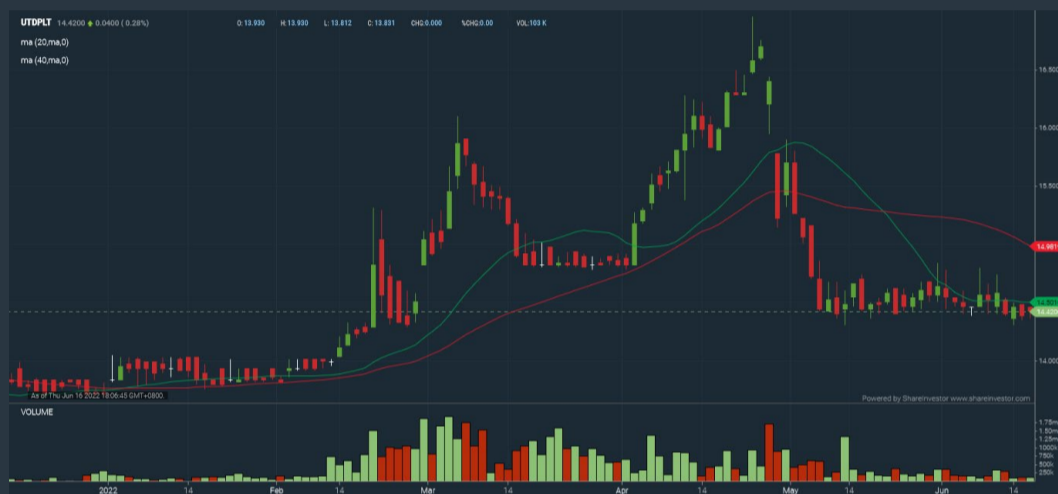 UTDPLT 14.4200 0.0400 ( 0.28%) O: 13.930 H: 13.930 L: 13.812 C: 13.831 CHG:0.000 %CHG:0.00 VOL:103 K
ma (20,ma,0)
ma (40,ma,0)
16.500
16.000
15.500
14.981
14.501
14.420
14.000
As of Thu Jun 16 2022 18:06:45 GMT+0800.
Powered by ShareInvestor www.shareinvestor.com
VOLUME
1.75m
1.50m
1.25m
1000k
750k
500k
250k
2022 14 Feb 14 Mar 14 Apr 14 May 14 Jun 14